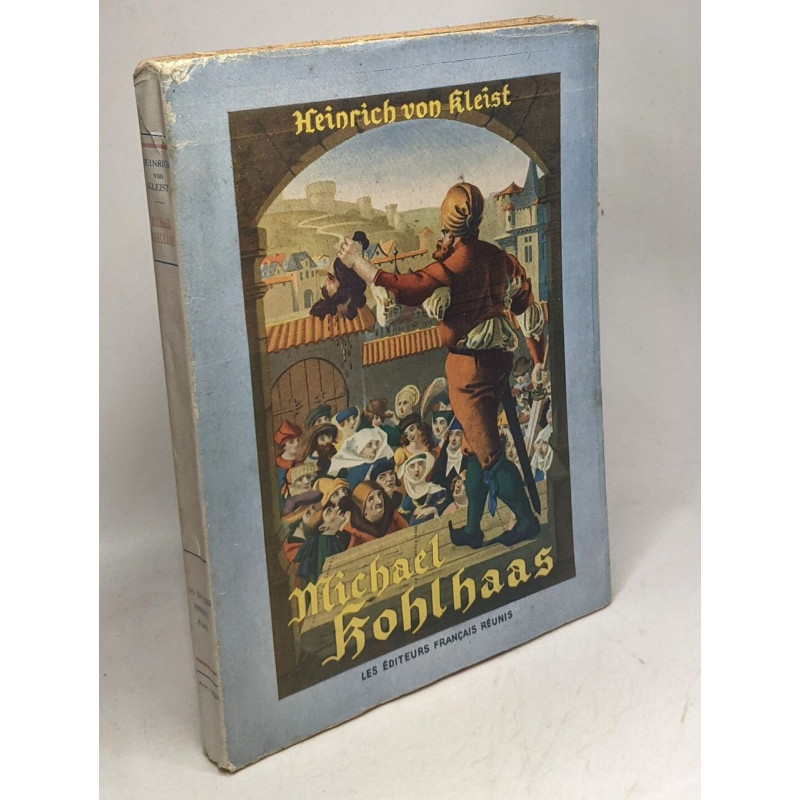 Heinrich von Kleist
Michael
Kohlhaas
LES ÉDITEURS FRANÇAIS RÉUNIS
HEINRICH
von
KLEIST